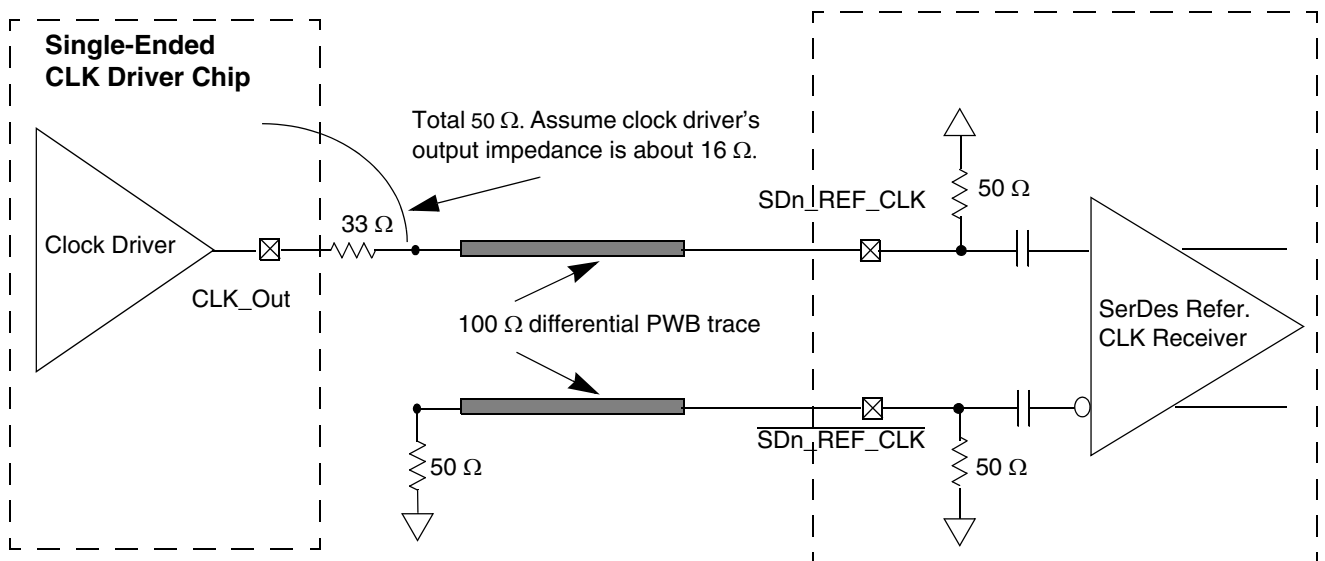 Single-Ended
CLK Driver Chip
Total 50 Ω. Assume clock driver's
output impedance is about 16 Ω.
SDn_REF_CLK
50 Ω
33 Ω
Clock Driver
CLK_Out
100 Ω differential PWB trace
SerDes Refer.
CLK Receiver
SDn_REF_CLK
50 Ω
50 Ω